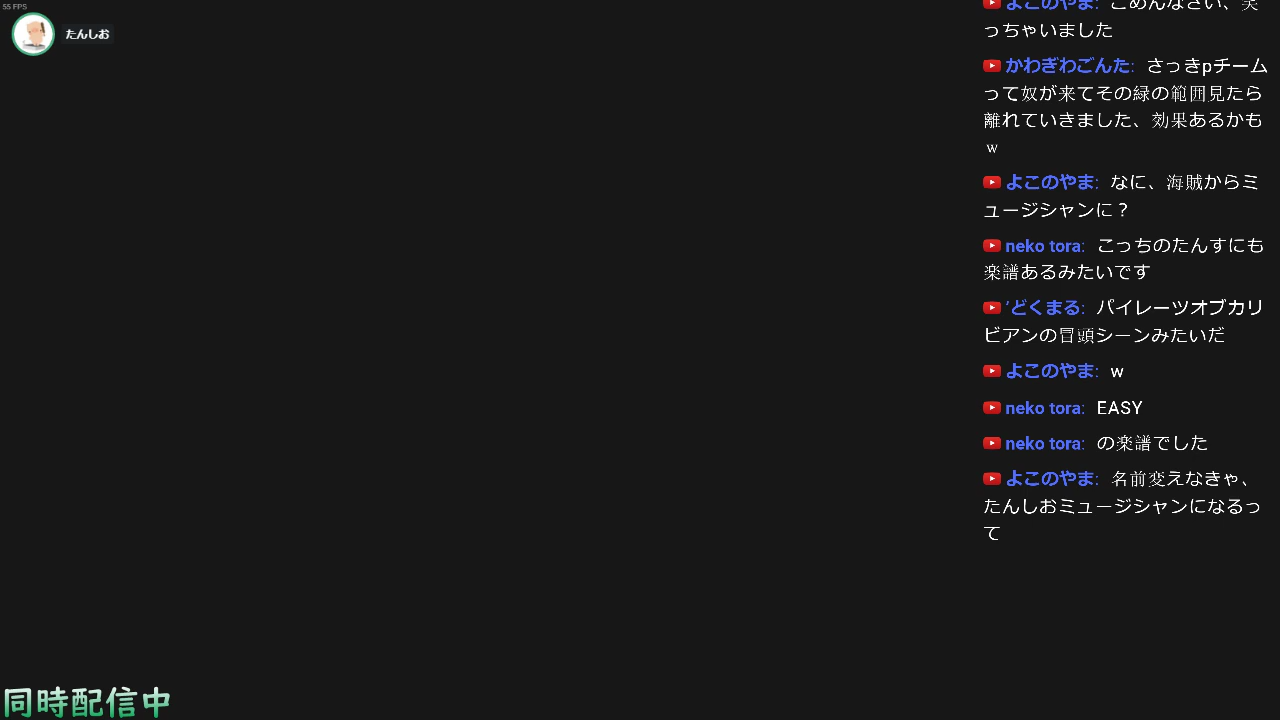 55 FPS
たんしお
よこのやま: ごめんなさい、笑
っちゃいました
かわぎわごんた: さっきpチーム
って奴が来てその緑の範囲見たら
離れていきました、効果あるかも
w
よこのやま: なに、海賊からミ
ュージシャンに？
neko tora: こっちのたんすにも
楽譜あるみたいです
'どくまる: パイレーツオブカリ
ビアンの冒頭シーンみたいだ
よこのやま: w
neko tora: EASY
neko tora: の楽譜でした
よこのやま: 名前変えなきゃ、
たんしおミュージシャンになるっ
て
同時配信中